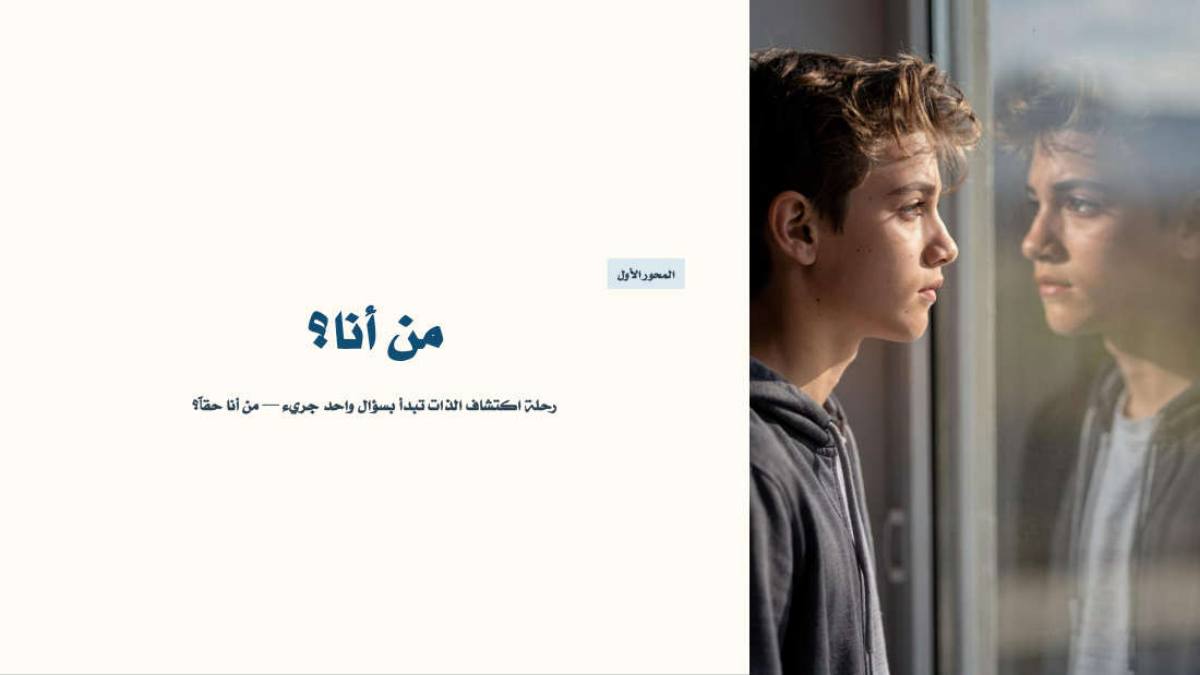 المحور الأول
من أنا؟
رحلة اكتشاف الذات تبدأ بسؤال واحد جريء — من أنا حقاً؟